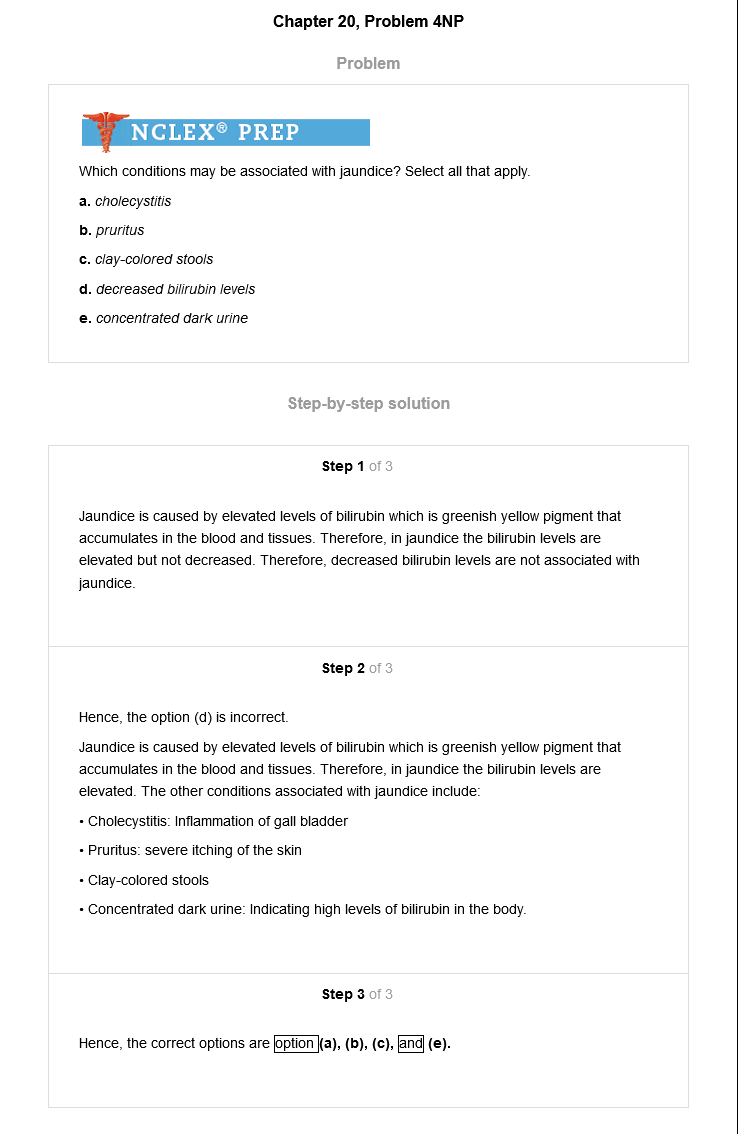 Chapter 20, Problem 4NP
Problem
NCLEX® PREP
Which conditions may be associated with jaundice? Select all that apply.
a. cholecystitis
b. pruritus
c. clay-colored stools
d. decreased bilirubin levels
e. concentrated dark urine
Step-by-step solution
Step 1 of 3
Jaundice is caused by elevated levels of bilirubin which is greenish yellow pigment that
accumulates in the blood and tissues. Therefore, in jaundice the bilirubin levels are
elevated but not decreased. Therefore, decreased bilirubin levels are not associated with
jaundice.
Step 2 of 3
Hence, the option (d) is incorrect.
Jaundice is caused by elevated levels of bilirubin which is greenish yellow pigment that
accumulates in the blood and tissues. Therefore, in jaundice the bilirubin levels are
elevated. The other conditions associated with jaundice include:
• Cholecystitis: Inflammation of gall bladder
• Pruritus: severe itching of the skin
• Clay-colored stools
• Concentrated dark urine: Indicating high levels of bilirubin in the body.
Step 3 of 3
Hence, the correct options are option (a), (b), (c), and (e).